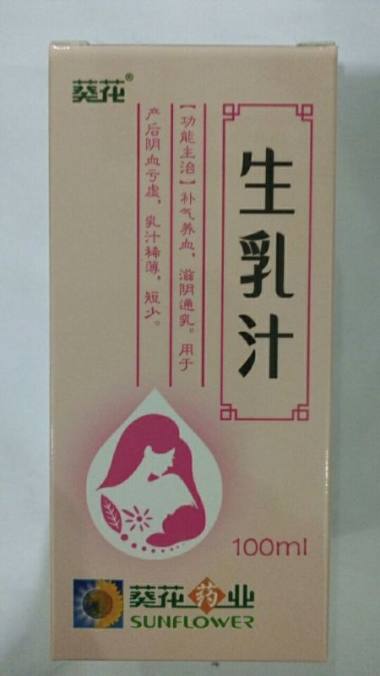 葵花®
生乳汁
【功能主治】补气养血，滋阴通乳。用于
产后阴血亏虚，乳汁稀薄，短少。
100ml
葵花药业
SUNFLOWER